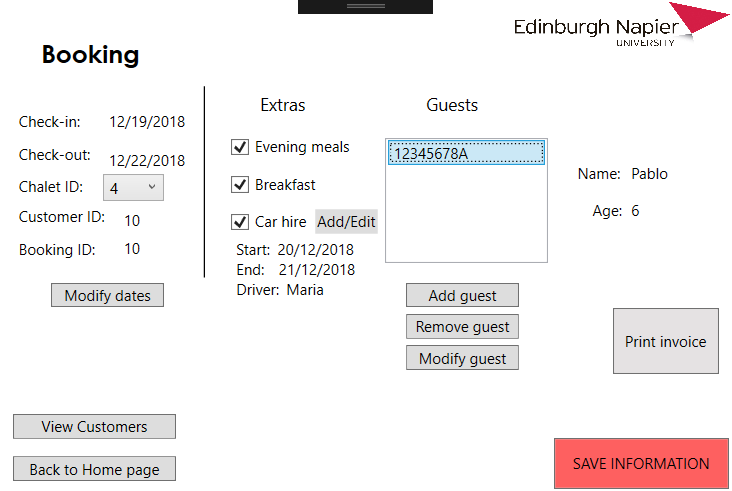 Edinburgh Napier
UNIVERSITY
Booking
Check-in: 12/19/2018
Check-out: 12/22/2018
Chalet ID: 4
Customer ID: 10
Booking ID: 10
Modify dates
Extras
Evening meals
Breakfast
Car hire Add/Edit
Start: 20/12/2018
End: 21/12/2018
Driver: Maria
Guests
12345678A
Add guest
Remove guest
Modify guest
Name: Pablo
Age: 6
Print invoice
View Customers
Back to Home page
SAVE INFORMATION